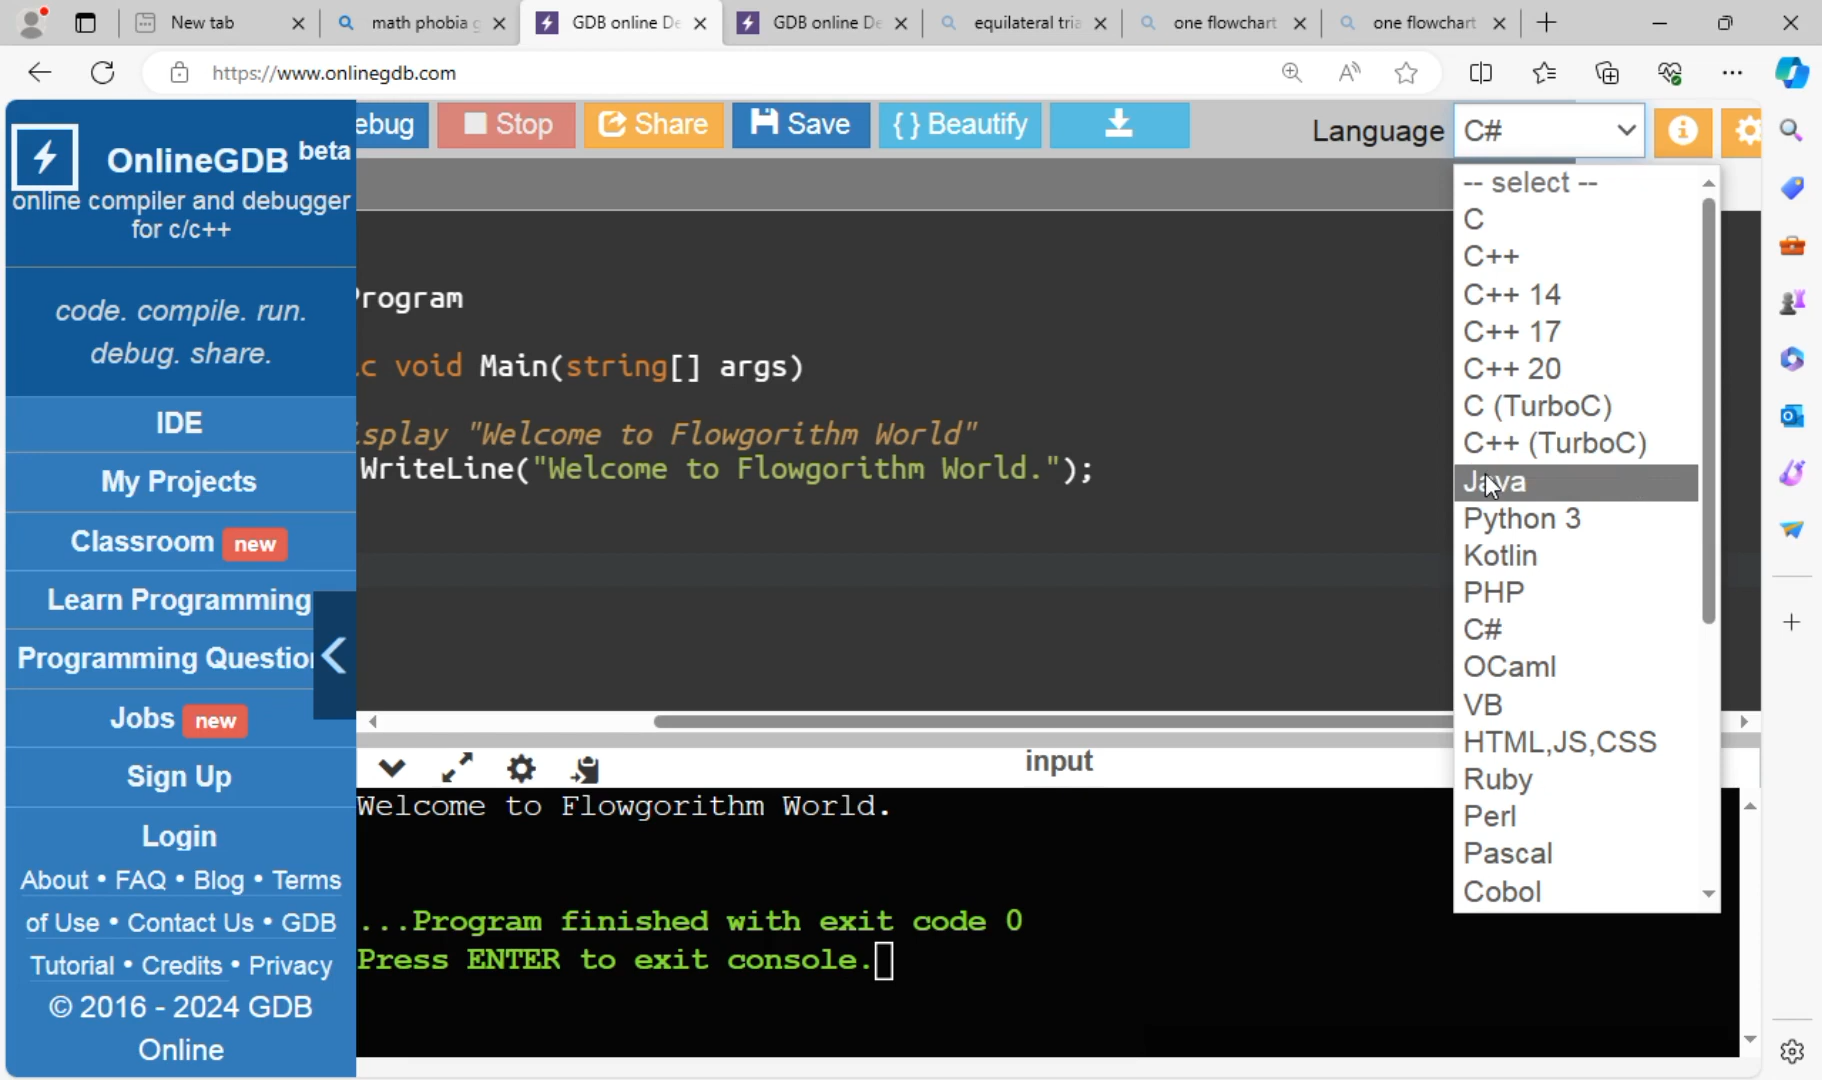 New tab
math phobia
GDB online De
GDB online De
equilateral tria
one flowchart
one flowchart
https://www.onlinegdb.com
OnlineGDB beta
online compiler and debugger
for c/c++
code. compile. run.
debug. share.
IDE
My Projects
Classroom new
Learn Programming
Programming Question
Jobs new
Sign Up
Login
About • FAQ • Blog • Terms
of Use • Contact Us • GDB
Tutorial • Credits • Privacy
© 2016 - 2024 GDB
Online
ebug
Stop
Share
Save
{ } Beautify
Language C#
Program
c void Main(string[] args)
isplay "Welcome to Flowgorithm World"
WriteLine("Welcome to Flowgorithm World.");
input
Welcome to Flowgorithm World.
...Program finished with exit code 0
Press ENTER to exit console.
-- select --
C
C++
C++ 14
C++ 17
C++ 20
C (TurboC)
C++ (TurboC)
Java
Python 3
Kotlin
PHP
C#
OCaml
VB
HTML,JS,CSS
Ruby
Perl
Pascal
Cobol